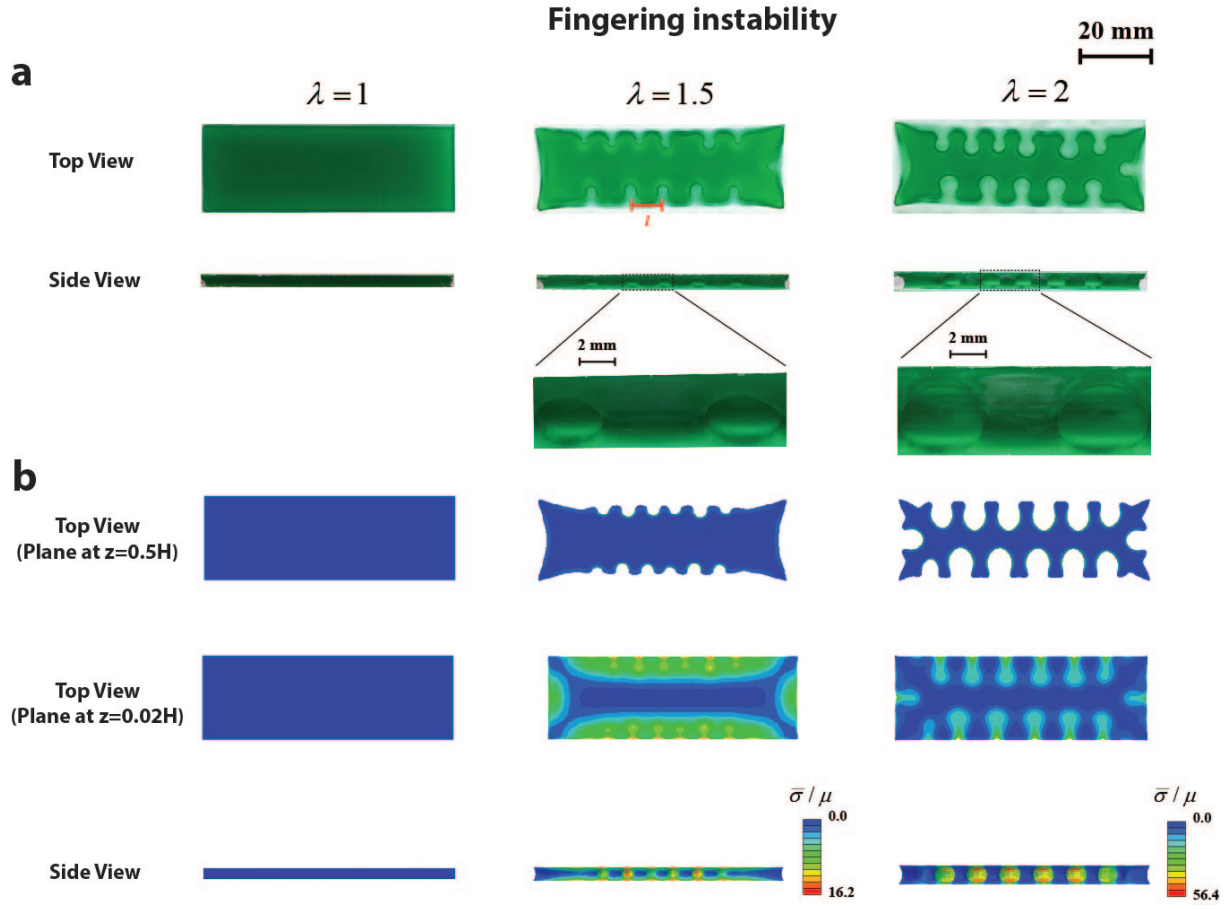 Fingering instability
20 mm
a
λ = 1
λ = 1.5
λ = 2
Top View
l
Side View
2 mm
2 mm
b
Top View
(Plane at z=0.5H)
Top View
(Plane at z=0.02H)
σ̅ / μ
0.0
16.2
σ̅ / μ
0.0
56.4
Side View